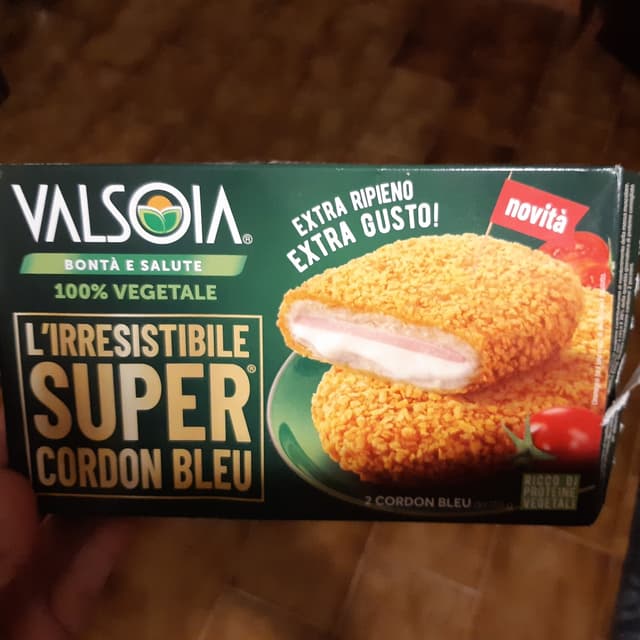 VALSOIA®
BONTÀ E SALUTE
100% VEGETALE
L'IRRESISTIBILE
SUPER®
CORDON BLEU
EXTRA RIPIENO
EXTRA GUSTO!
novità
2 CORDON BLEU
RICCO DI
PROTEINE
VEGETALI